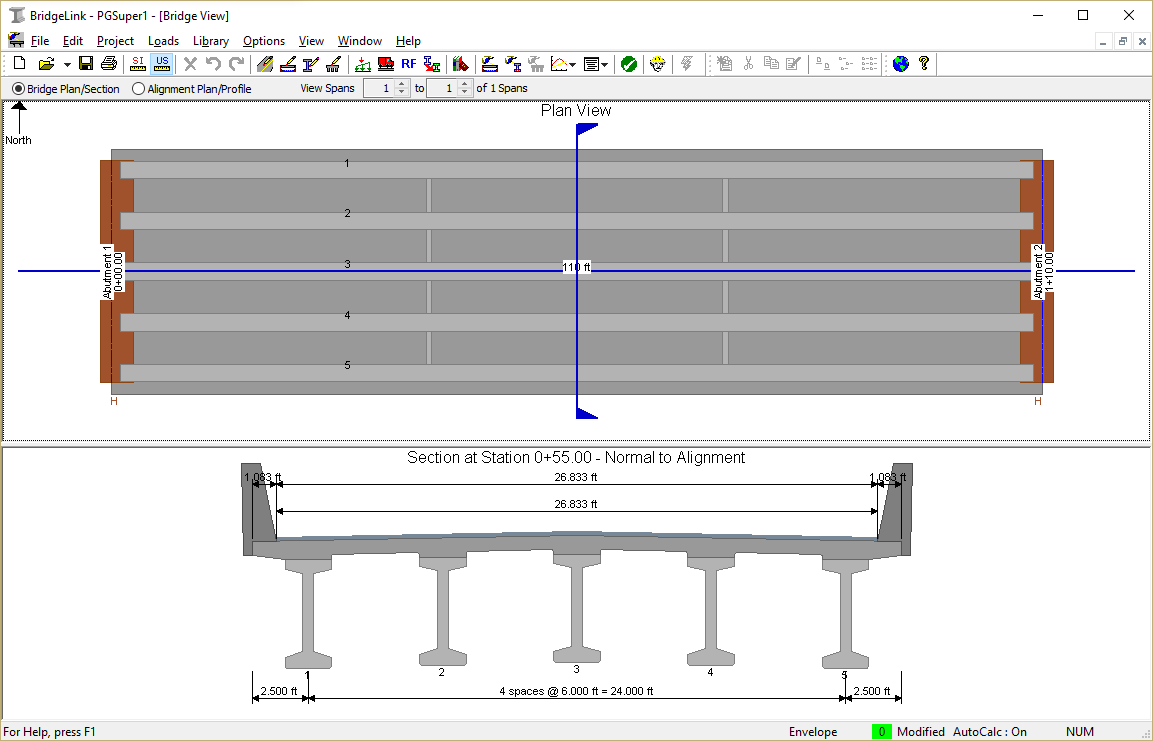 BridgeLink - PGSuper1 - [Bridge View]
File Edit Project Loads Library Options View Window Help
SI US RF
Bridge Plan/Section Alignment Plan/Profile View Spans 1 to 1 of 1 Spans
Plan View
North
1
2
3
4
5
110 ft
Abutment 1
0+00.00
Abutment 2
1+10.00
H H
Section at Station 0+55.00 - Normal to Alignment
1.083 ft 26.833 ft 1.083 ft
26.833 ft
1 2 3 4 5
2.500 ft 4 spaces @ 6.000 ft = 24.000 ft 2.500 ft
For Help, press F1 Envelope 0 Modified AutoCalc : On NUM